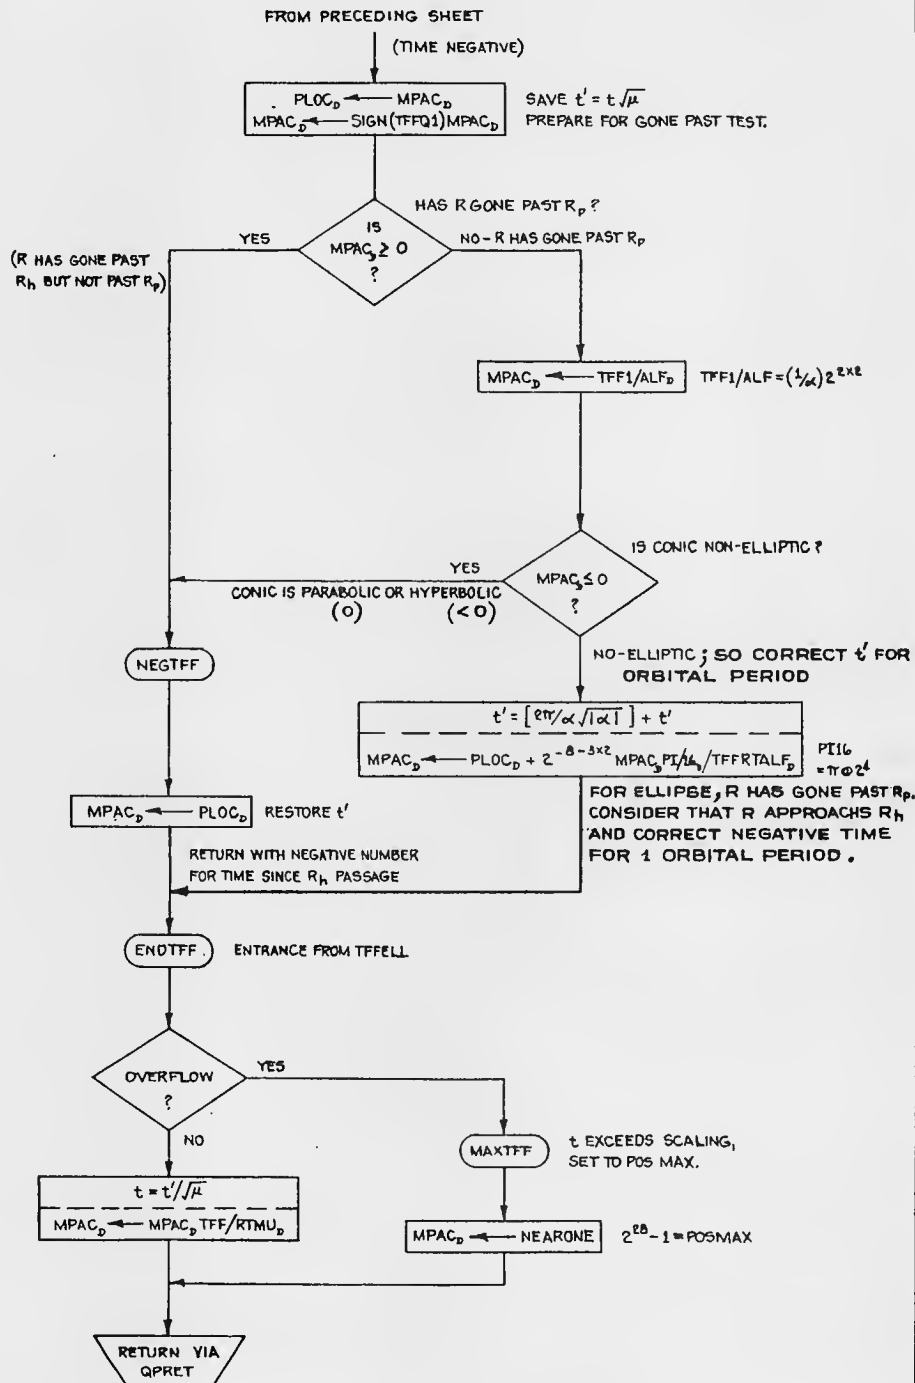 FROM PRECEDING SHEET
(TIME NEGATIVE)
PLOC_D ← MPAC_D
MPAC_D ← SIGN(TFFQ1)MPAC_D
SAVE t' = t√μ
PREPARE FOR GONE PAST TEST.
HAS R GONE PAST R_p?
IS
MPAC_D ≥ 0
?
YES
NO-R HAS GONE PAST R_p
(R HAS GONE PAST
R_h BUT NOT PAST R_p)
MPAC_D ← TFF1/ALF_D
TFF1/ALF=(1/α)2^2×2
IS CONIC NON-ELLIPTIC?
MPAC_D ≤ 0
?
YES
CONIC IS PARABOLIC OR HYPERBOLIC
(0) (<0)
NO-ELLIPTIC; SO CORRECT t' FOR
ORBITAL PERIOD
NEGTFF
t' = [2π/α√|α|] + t'
MPAC_D ← PLOC_D + 2^-8-3×2 MPAC_D PI/16_D/TFFRTALF_D
PI16
FOR ELLIPSE, R HAS GONE PAST R_p.
CONSIDER THAT R APPROACHS R_h
AND CORRECT NEGATIVE TIME
FOR 1 ORBITAL PERIOD.
MPAC_D ← PLOC_D
RESTORE t'
RETURN WITH NEGATIVE NUMBER
FOR TIME SINCE R_h PASSAGE
ENDTFF.
ENTRANCE FROM TFFELL
OVERFLOW
?
YES
NO
MAXTFF
t EXCEEDS SCALING,
SET TO POS MAX.
t = t'/√μ
MPAC_D ← MPAC_D TFF/RTMU_D
MPAC_D ← NEARONE
2^28-1=POSMAX
RETURN VIA
QPRET